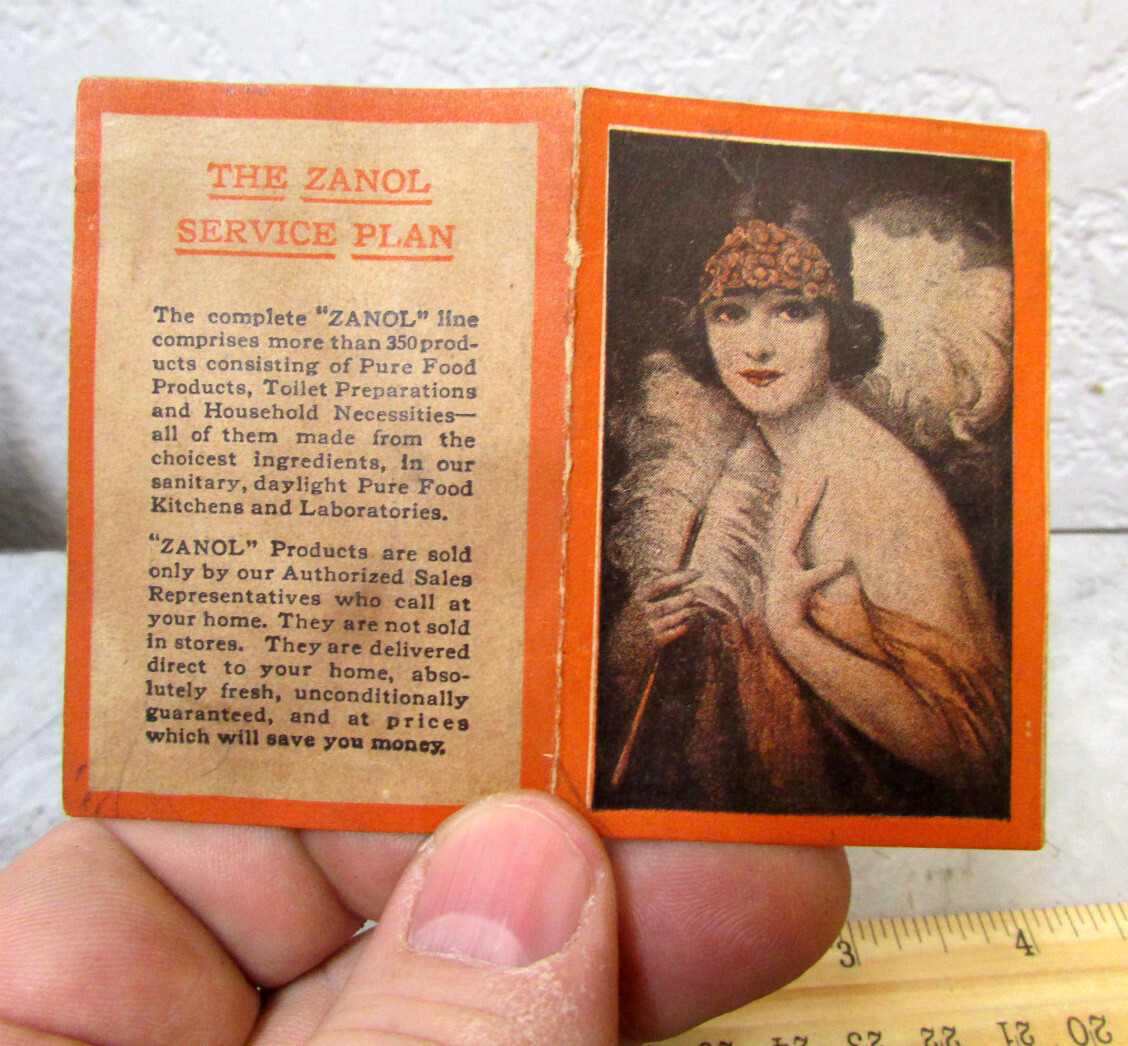 THE ZANOL
SERVICE PLAN
The complete "ZANOL" line
comprises more than 350 prod-
ucts consisting of Pure Food
Products, Toilet Preparations
and Household Necessities—
all of them made from the
choicest ingredients, in our
sanitary, daylight Pure Food
Kitchens and Laboratories.
"ZANOL" Products are sold
only by our Authorized Sales
Representatives who call at
your home. They are not sold
in stores. They are delivered
direct to your home, abso-
lutely fresh, unconditionally
guaranteed, and at prices
which will save you money.
3 4
23 22 21 20